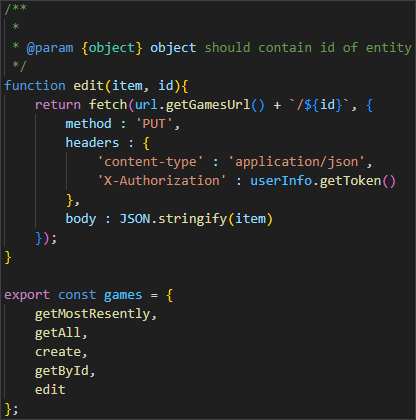 /**
 *
 * @param {object} object should contain id of entity
 */
function edit(item, id){
    return fetch(url.getGamesUrl() + `/${id}`, {
        method : 'PUT',
        headers : {
            'content-type' : 'application/json',
            'X-Authorization' : userInfo.getToken()
        },
        body : JSON.stringify(item)
    });
}

export const games = {
    getMostResently,
    getAll,
    create,
    getById,
    edit
};